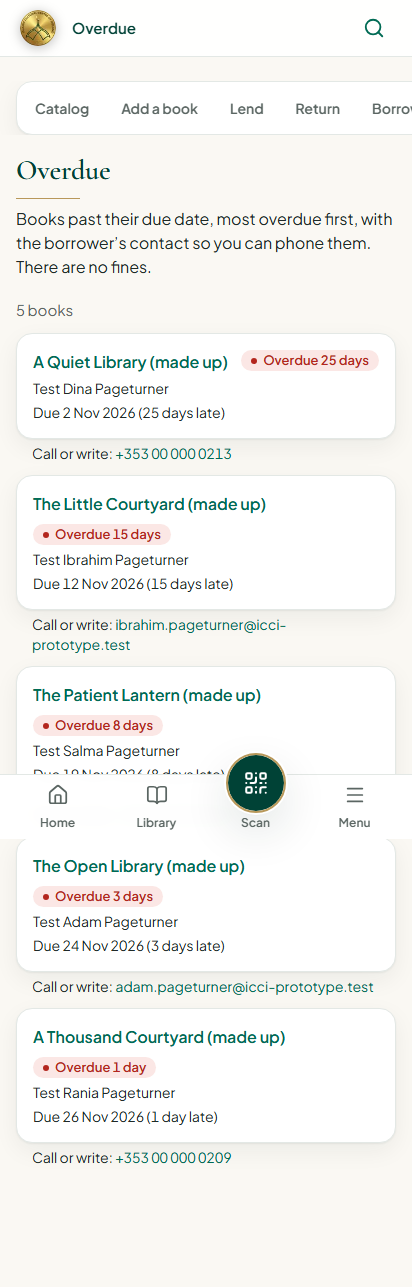 Overdue
Catalog
Add a book
Lend
Return
Overdue
Books past their due date, most overdue first, with
the borrower's contact so you can phone them.
There are no fines.
5 books
A Quiet Library (made up)
Overdue 25 days
Test Dina Pageturner
Due 2 Nov 2026 (25 days late)
Call or write: +353 00 000 0213
The Little Courtyard (made up)
Overdue 15 days
Test Ibrahim Pageturner
Due 12 Nov 2026 (15 days late)
Call or write: ibrahim.pageturner@icci-
prototype.test
The Patient Lantern (made up)
Overdue 8 days
Test Salma Pageturner
Home
Library
Scan
Menu
The Open Library (made up)
Overdue 3 days
Test Adam Pageturner
Due 24 Nov 2026 (3 days late)
Call or write: adam.pageturner@icci-prototype.test
A Thousand Courtyard (made up)
Overdue 1 day
Test Rania Pageturner
Due 26 Nov 2026 (1 day late)
Call or write: +353 00 000 0209